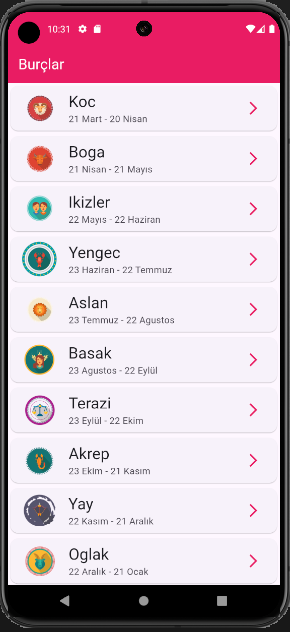 10:31
Burçlar
Koc
21 Mart - 20 Nisan
Boga
21 Nisan - 21 Mayıs
Ikizler
22 Mayıs - 22 Haziran
Yengec
23 Haziran - 22 Temmuz
Aslan
23 Temmuz - 22 Agustos
Basak
23 Agustos - 22 Eylül
Terazi
23 Eylül - 22 Ekim
Akrep
23 Ekim - 21 Kasım
Yay
22 Kasım - 21 Aralık
Oglak
22 Aralık - 21 Ocak